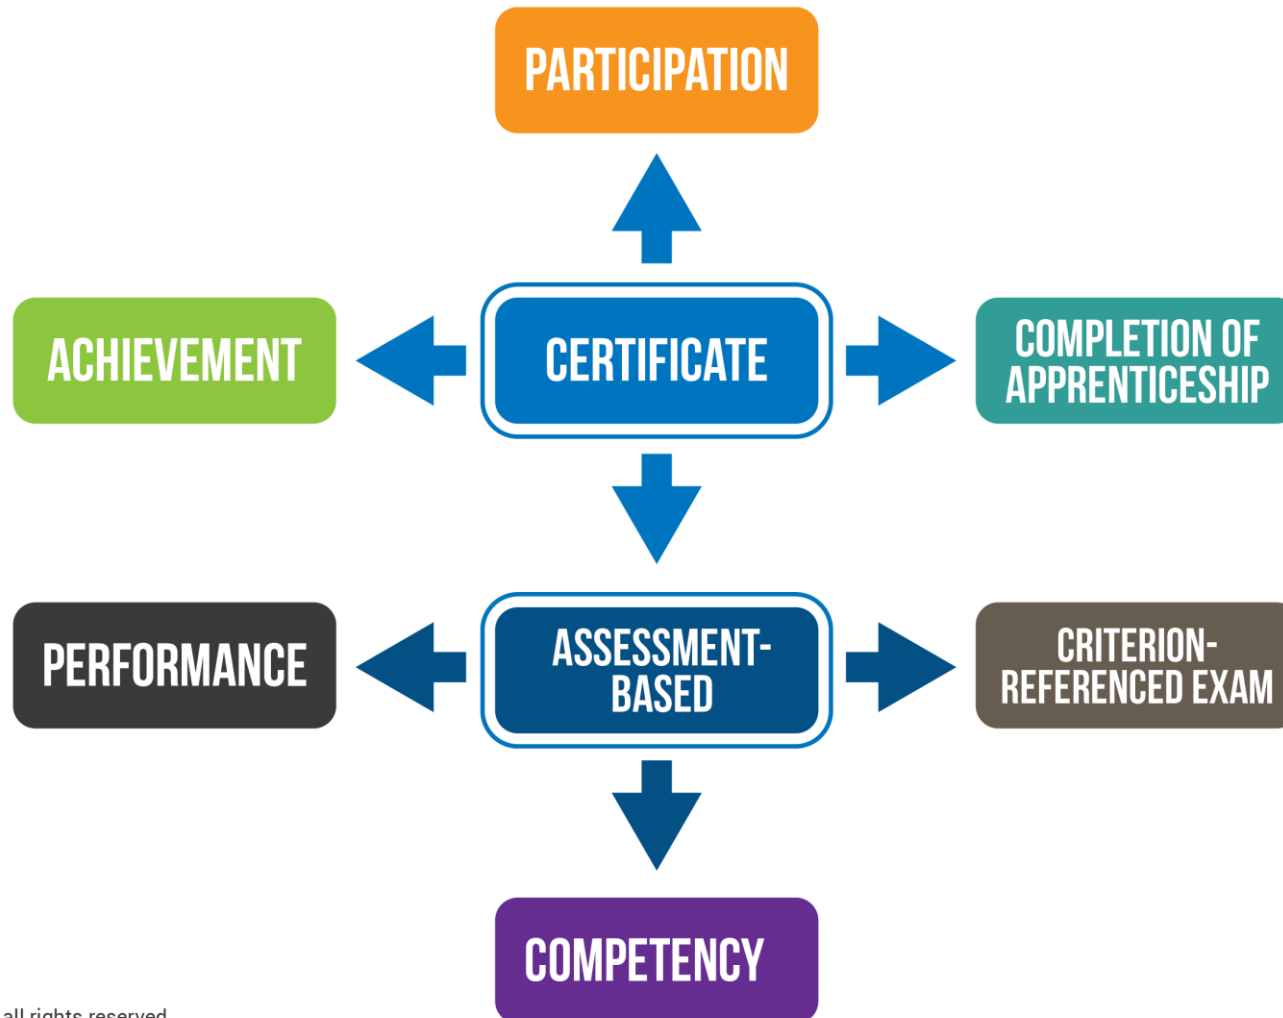 PARTICIPATION
ACHIEVEMENT
CERTIFICATE
COMPLETION OF
APPRENTICESHIP
PERFORMANCE
ASSESSMENT-
BASED
CRITERION-
REFERENCED EXAM
COMPETENCY
all rights reserved